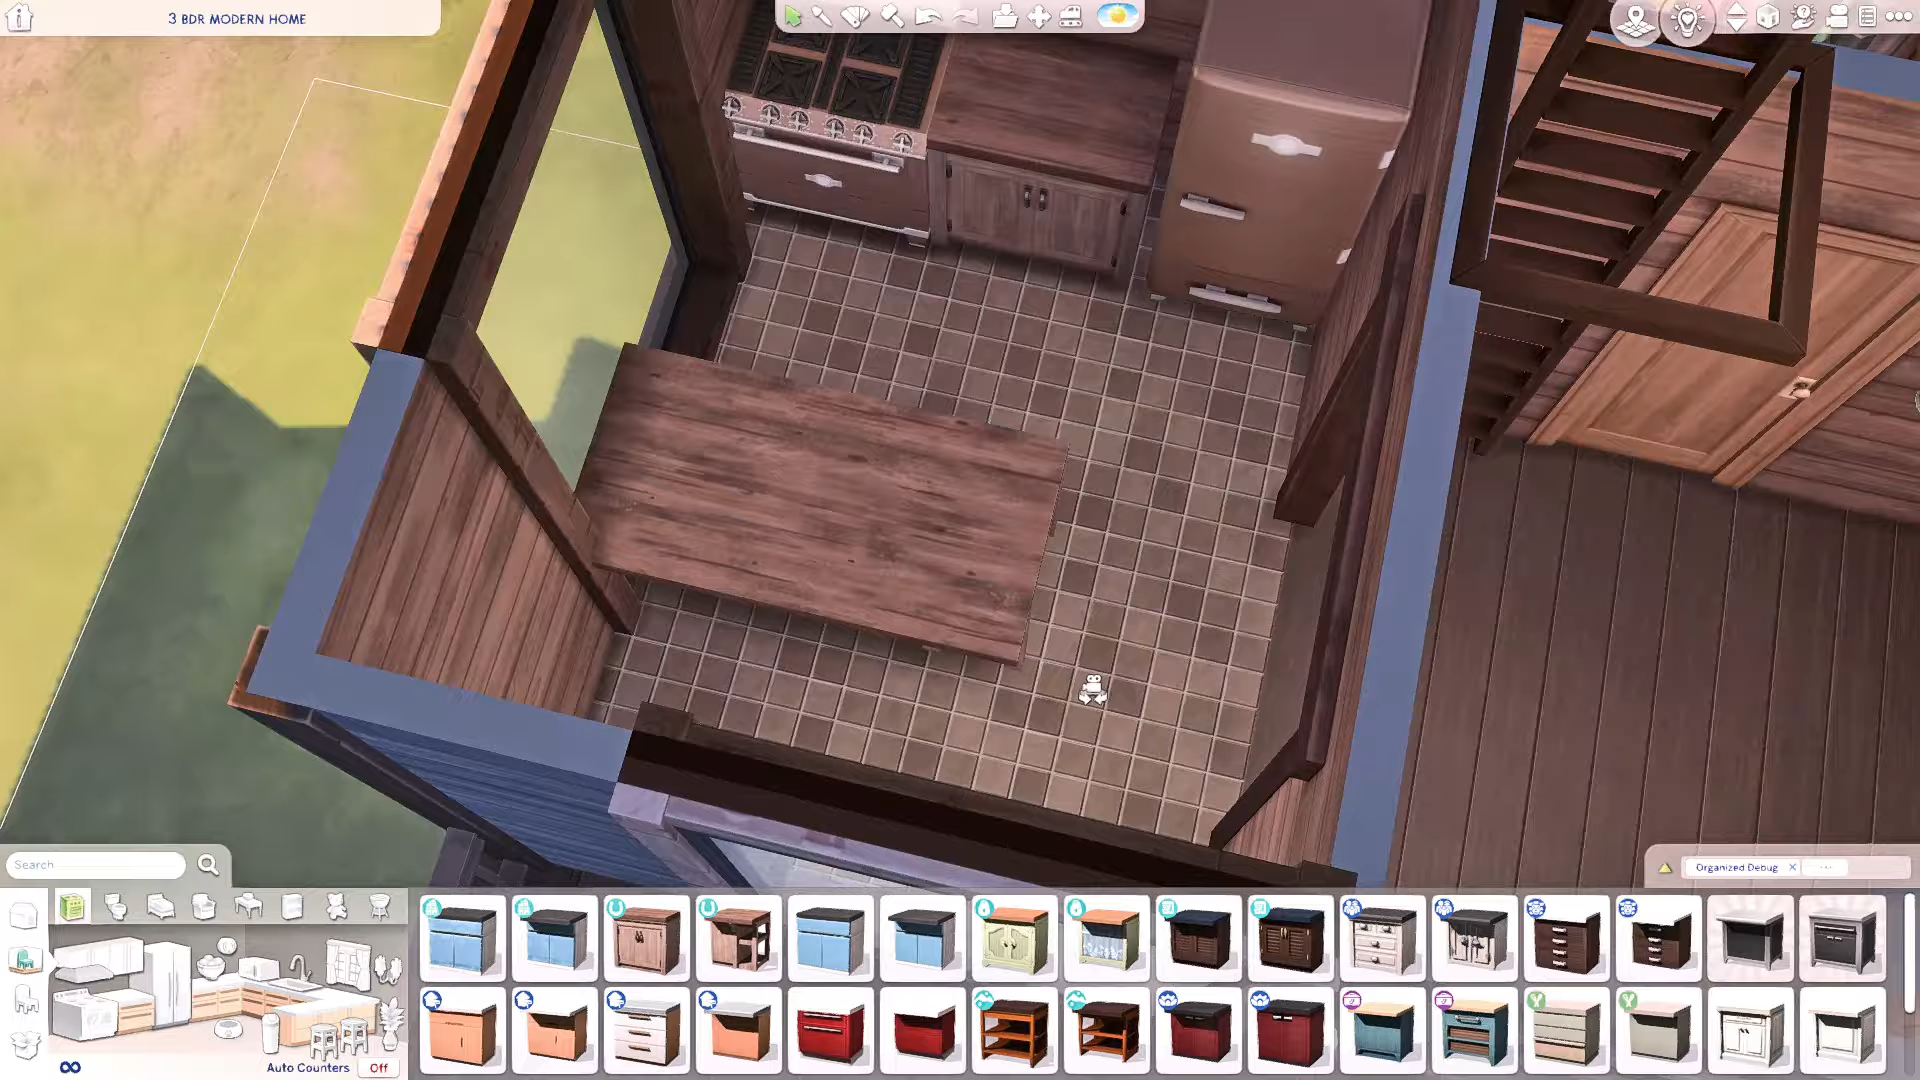 3 BDR MODERN HOME
Search
Organized Debug
Auto Counters Off